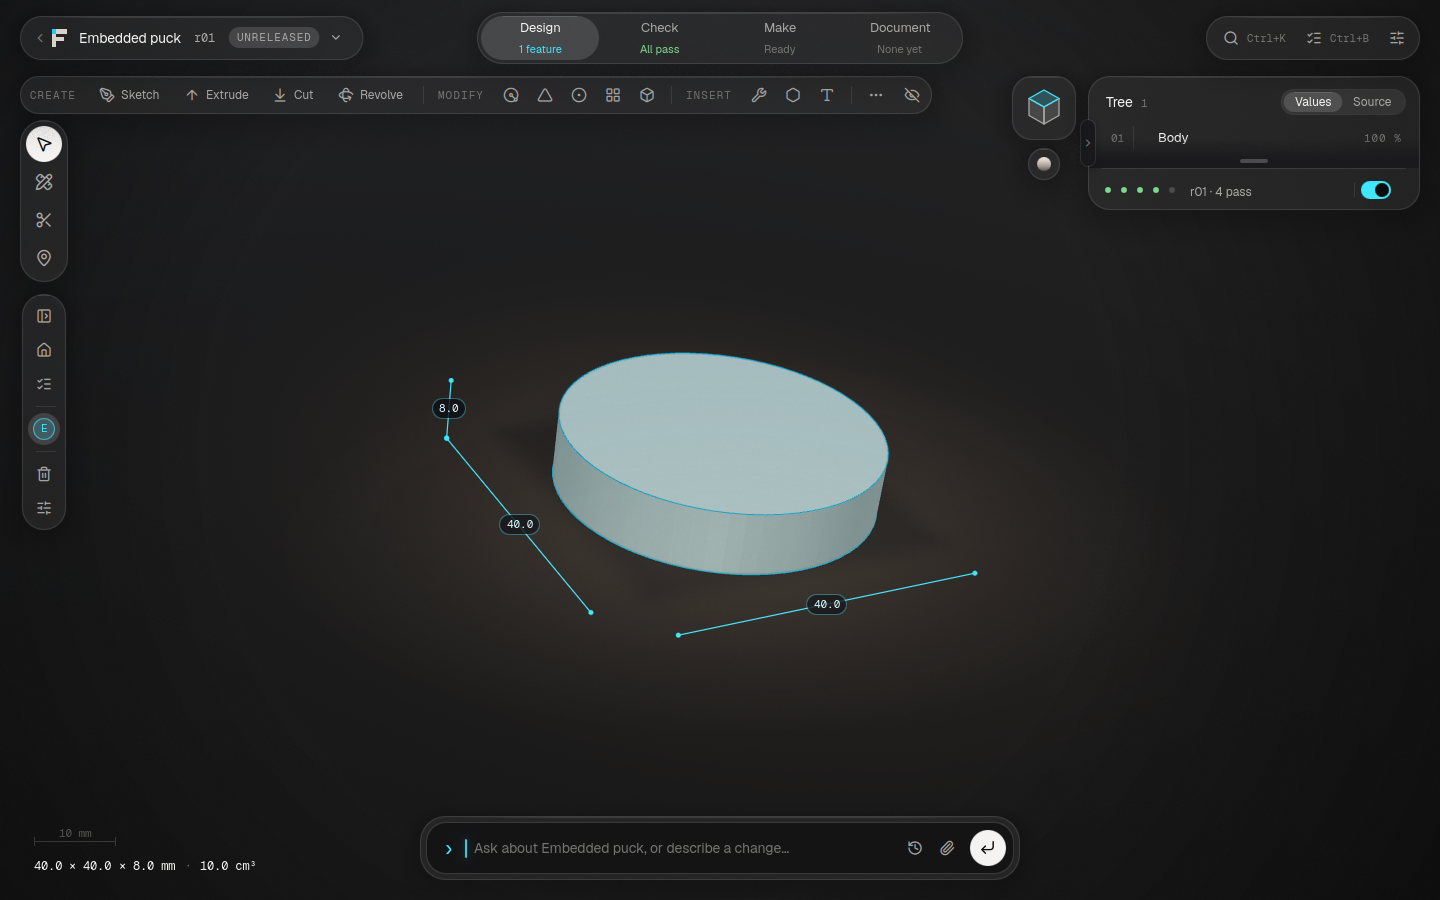 Embedded puck r01 UNRELEASED
Design Check Make Document
1 feature All pass Ready None yet
Ctrl+K Ctrl+B
CREATE Sketch Extrude Cut Revolve MODIFY INSERT
Tree 1 Values Source
01 Body 100 %
r01 · 4 pass
E
8.0
40.0
40.0
10 mm
40.0 × 40.0 × 8.0 mm · 10.0 cm³
Ask about Embedded puck, or describe a change…